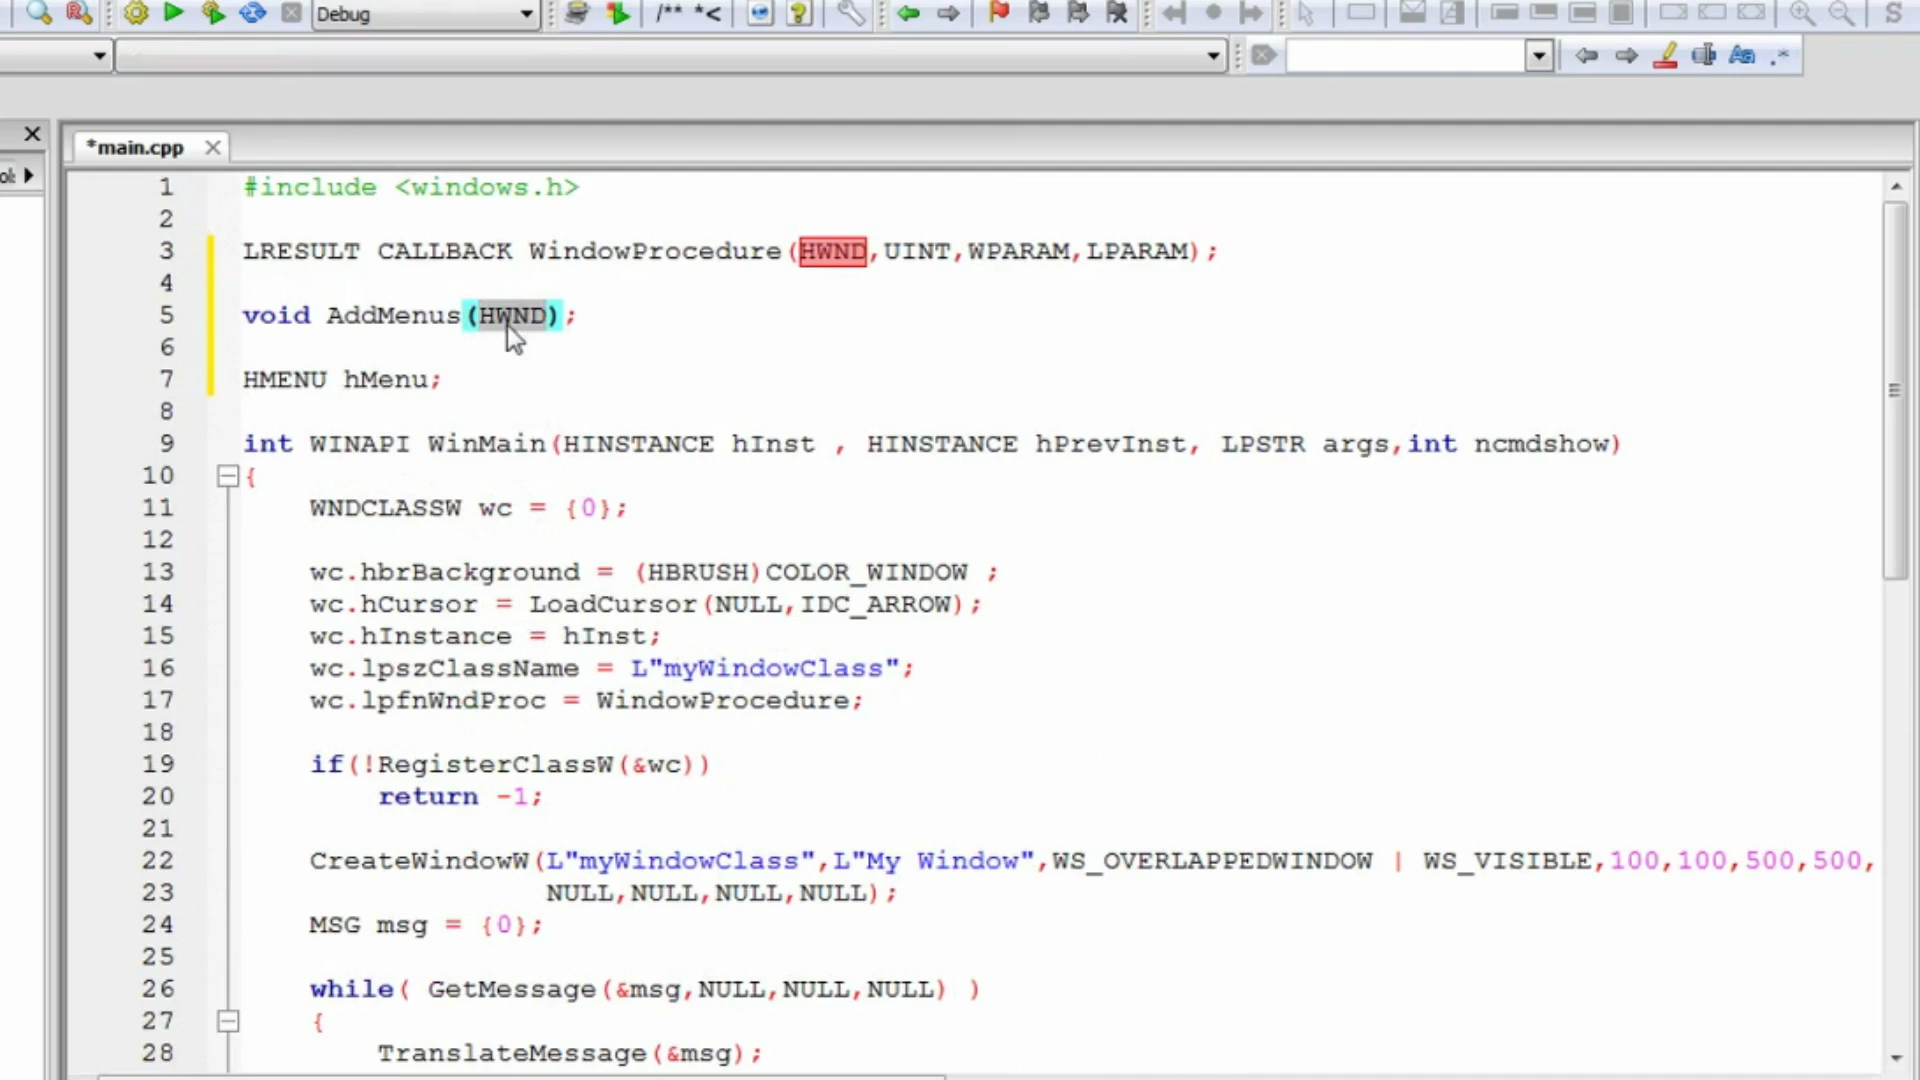 Debug
/** *<
*main.cpp
1 #include <windows.h>
2
3 LRESULT CALLBACK WindowProcedure(HWND,UINT,WPARAM,LPARAM);
4
5 void AddMenus(HWND);
6
7 HMENU hMenu;
8
9 int WINAPI WinMain(HINSTANCE hInst , HINSTANCE hPrevInst, LPSTR args,int ncmdshow)
10 {
11 WNDCLASSW wc = {0};
12
13 wc.hbrBackground = (HBRUSH)COLOR_WINDOW ;
14 wc.hCursor = LoadCursor(NULL,IDC_ARROW);
15 wc.hInstance = hInst;
16 wc.lpszClassName = L"myWindowClass";
17 wc.lpfnWndProc = WindowProcedure;
18
19 if(!RegisterClassW(&wc))
20 return -1;
21
22 CreateWindowW(L"myWindowClass",L"My Window",WS_OVERLAPPEDWINDOW | WS_VISIBLE,100,100,500,500,
23 NULL,NULL,NULL,NULL);
24 MSG msg = {0};
25
26 while( GetMessage(&msg,NULL,NULL,NULL) )
27 {
28 TranslateMessage(&msg);